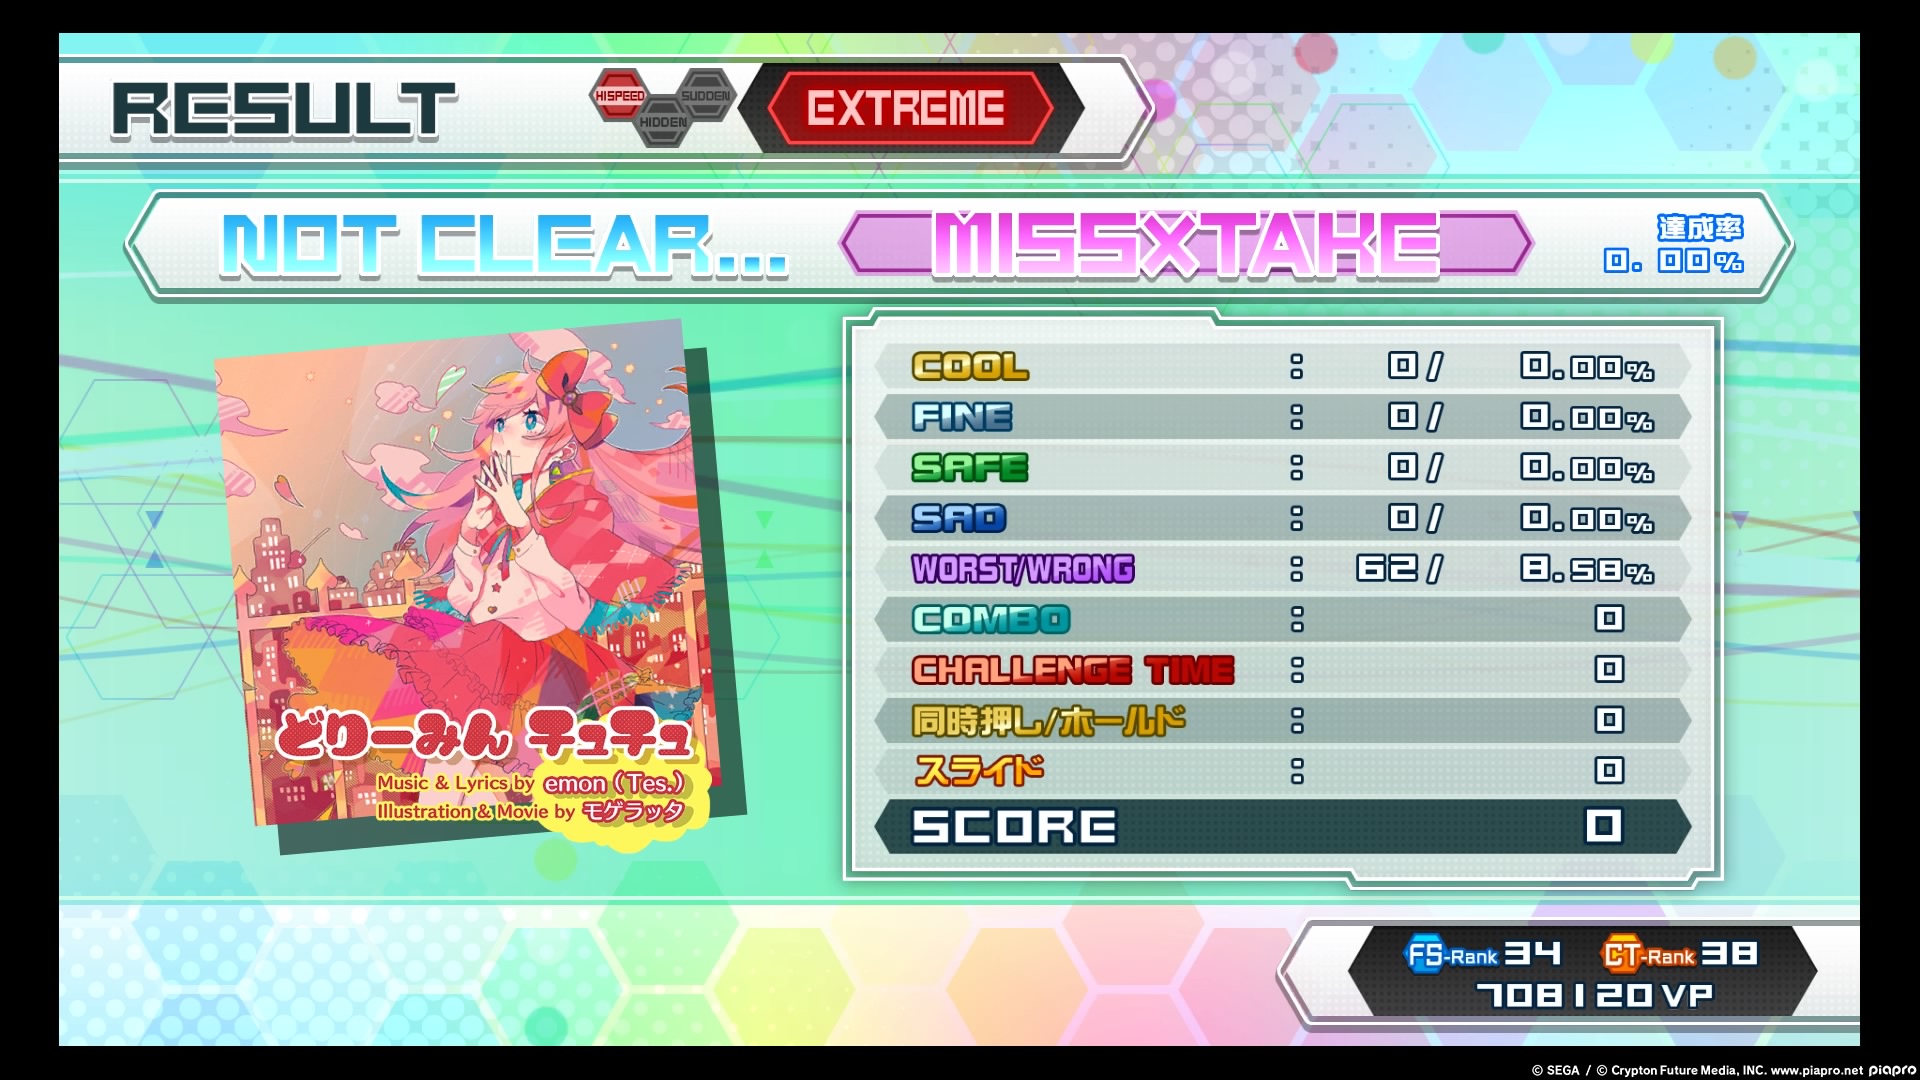 RESULT
HISPEED
HIDDEN
SUDDEN
EXTREME
NOT CLEAR...
MISS×TAKE
達成率
0.00%
COOL : 0/ 0.00%
FINE : 0/ 0.00%
SAFE : 0/ 0.00%
SAD : 0/ 0.00%
WORST/WRONG : 62/ 8.58%
COMBO : 0
CHALLENGE TIME : 0
同時押し/ホールド : 0
スライド : 0
SCORE 0
どりーみん チュチュ
Music & Lyrics by emon (Tes.)
Illustration & Movie by モゲラッタ
FS-Rank 34 CT-Rank 38
708120VP
© SEGA / © Crypton Future Media, INC. www.piapro.net piapro